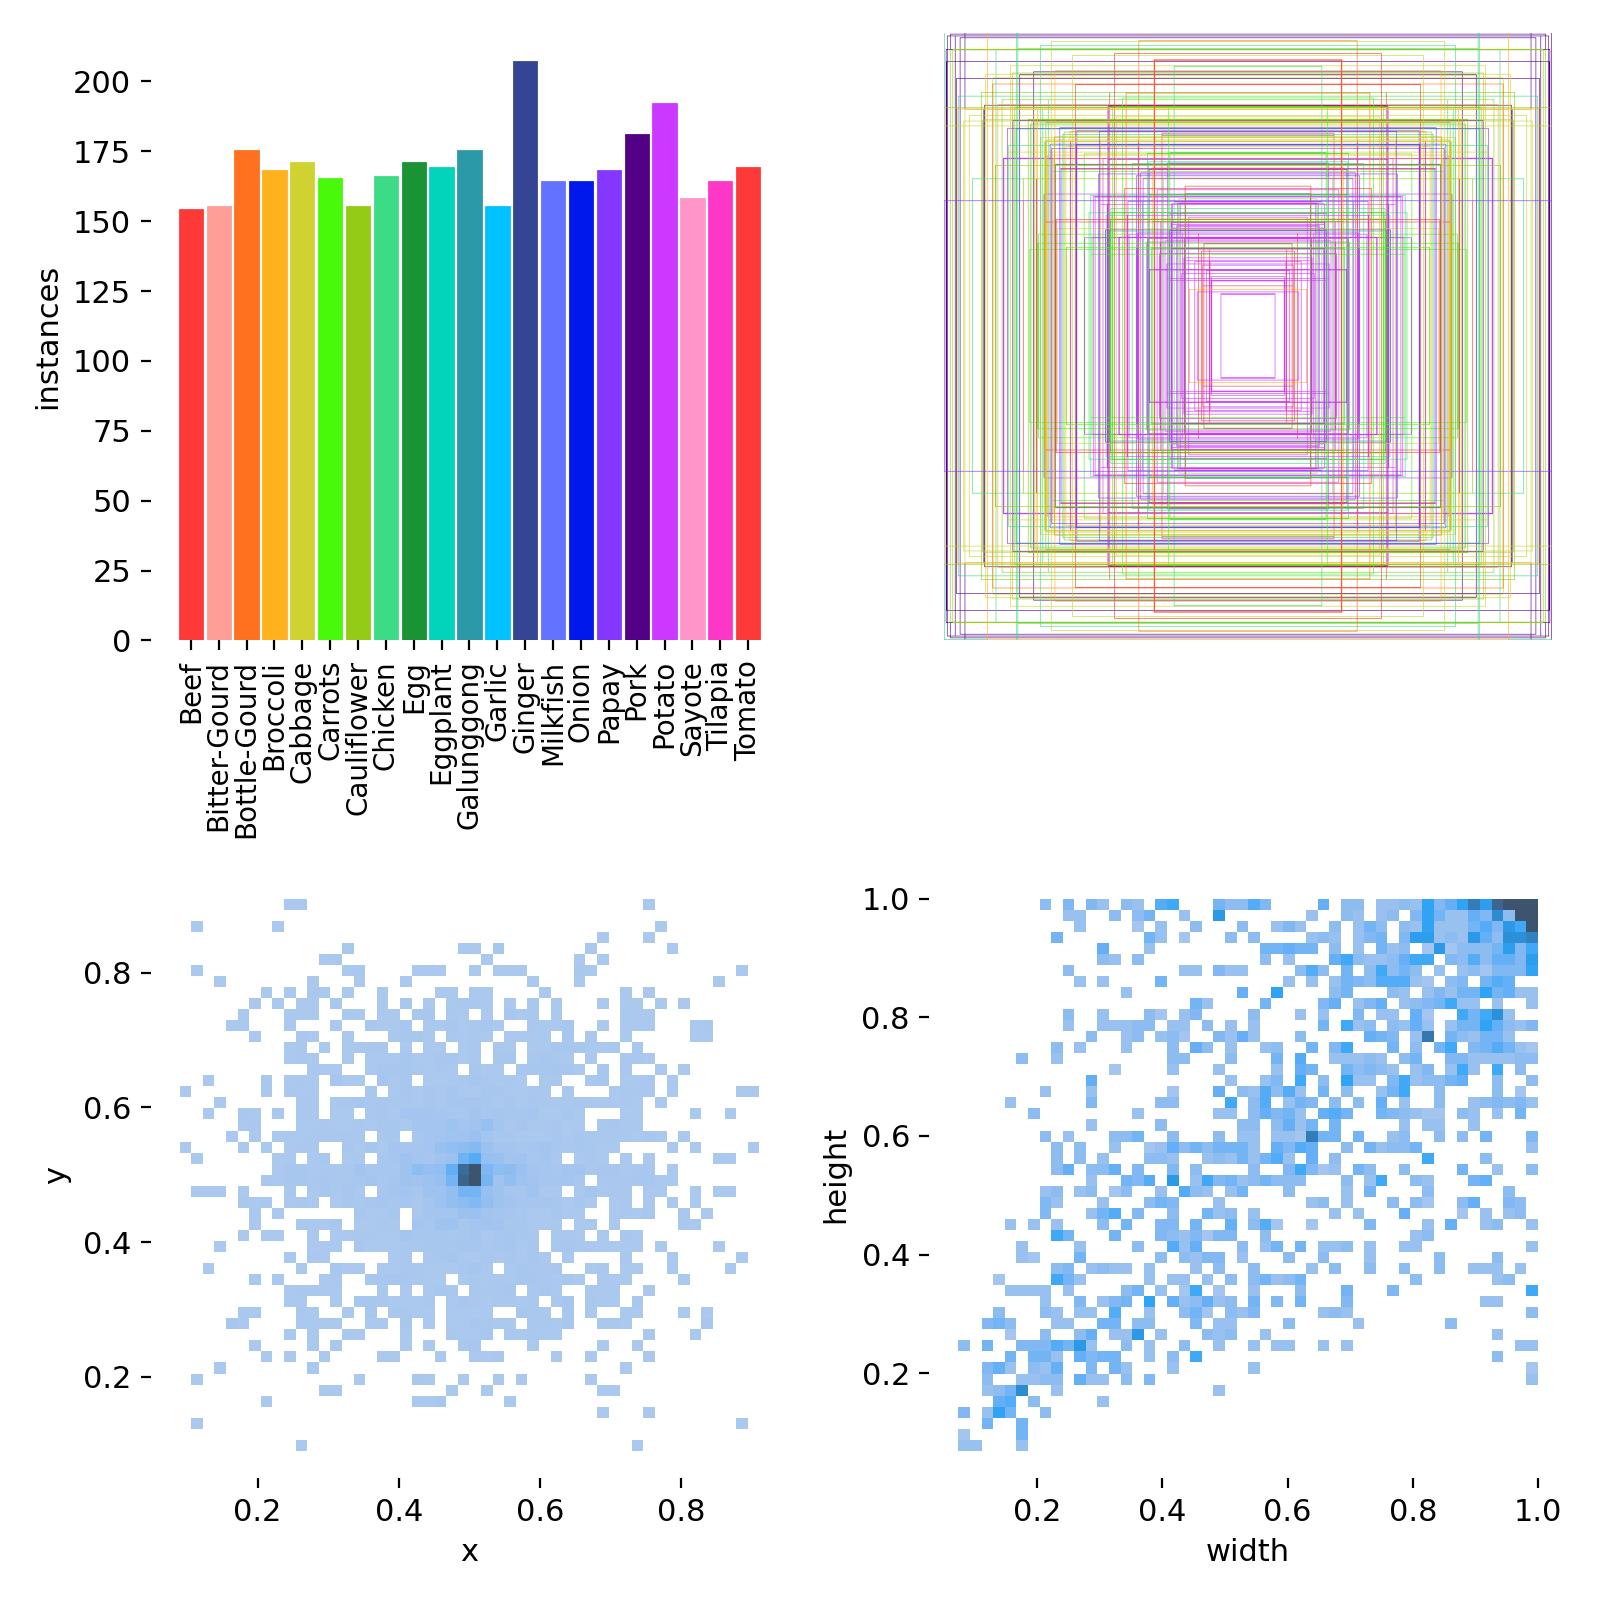 200
175
150
125
100
75
50
25
0
instances
Beef
Bitter-Gourd
Bottle-Gourd
Broccoli
Cabbage
Carrots
Cauliflower
Chicken
Egg
Eggplant
Galunggong
Garlic
Ginger
Milkfish
Onion
Papay
Pork
Potato
Sayote
Tilapia
Tomato
0.8
0.6
0.4
0.2
y
0.2 0.4 0.6 0.8
x
1.0
0.8
0.6
0.4
0.2
height
0.2 0.4 0.6 0.8 1.0
width